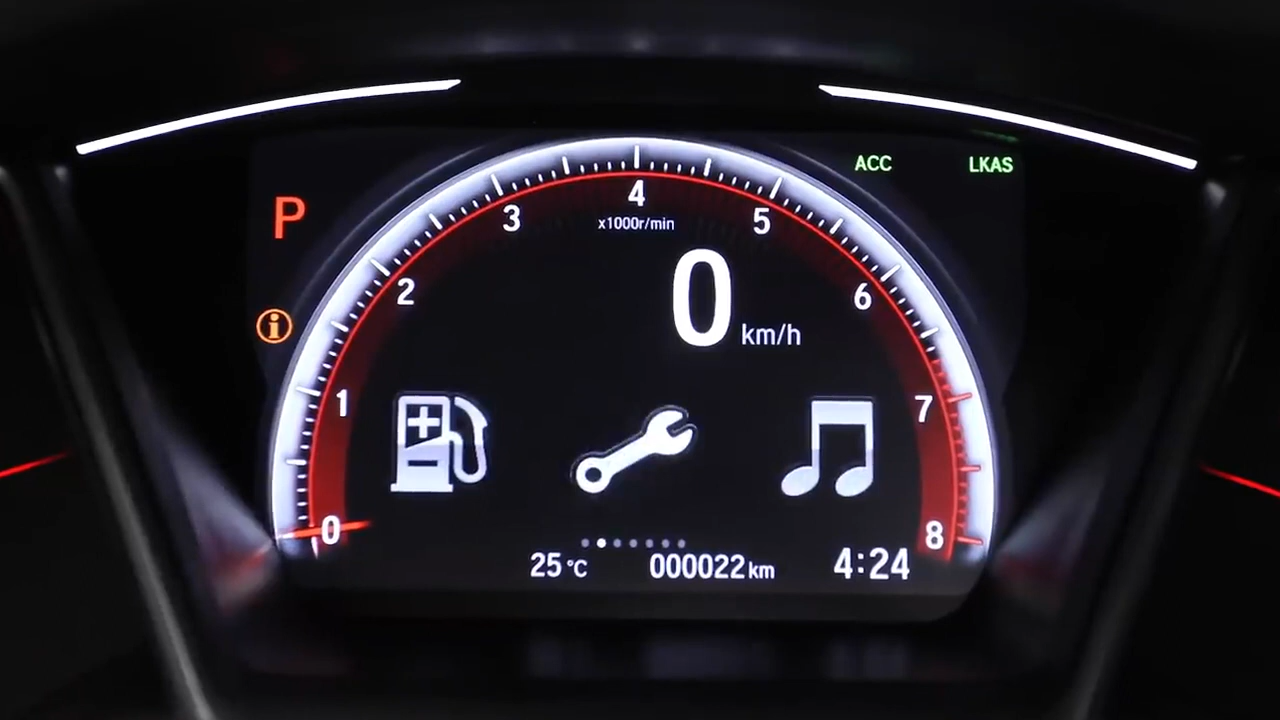 ACC LKAS
P
4
3 5
x1000r/min
2 6
0 km/h
1 7
0 8
25 °C 000022 km 4:24